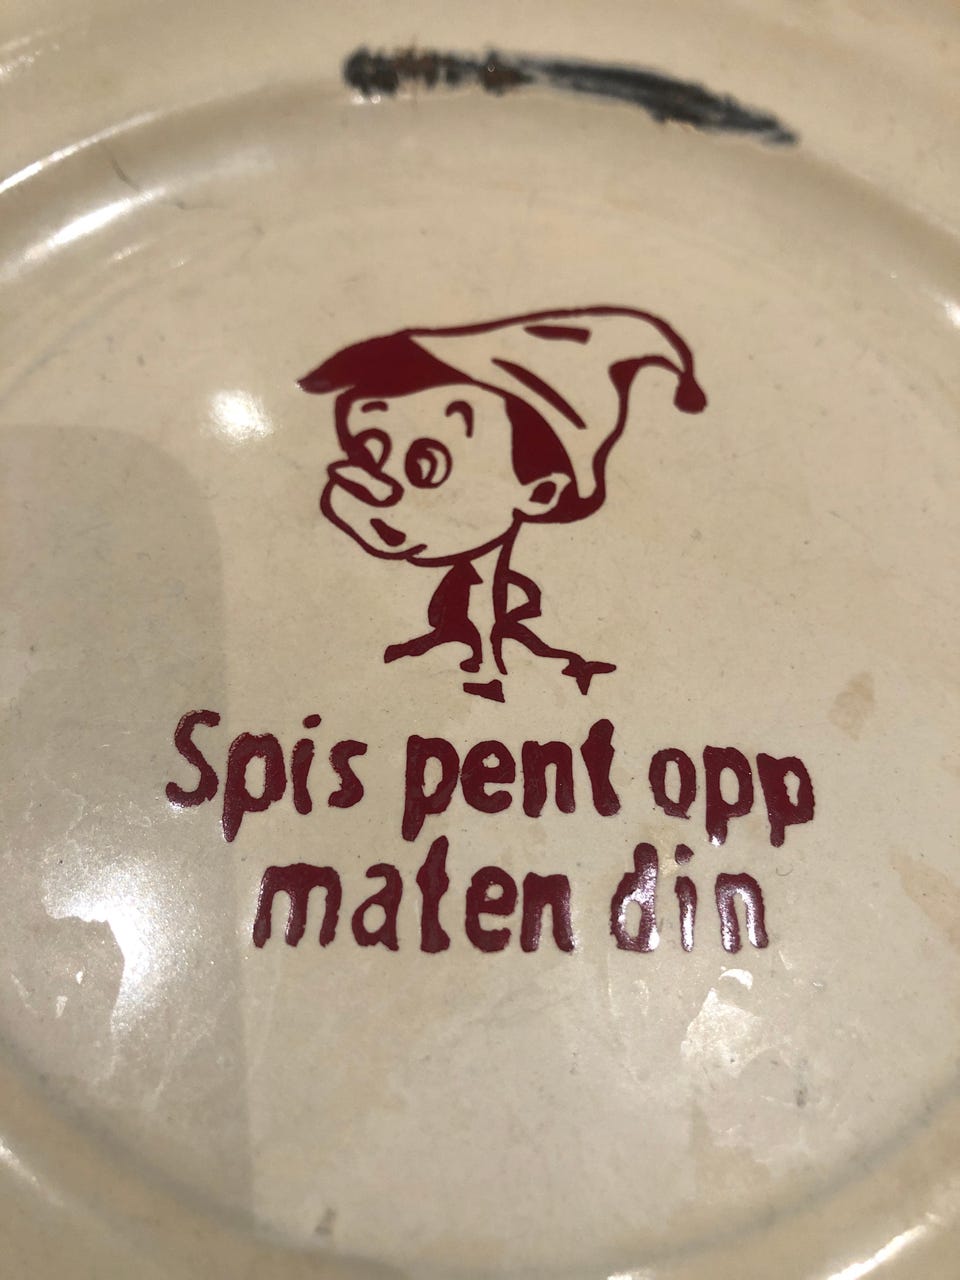 Spis pent opp
maten din